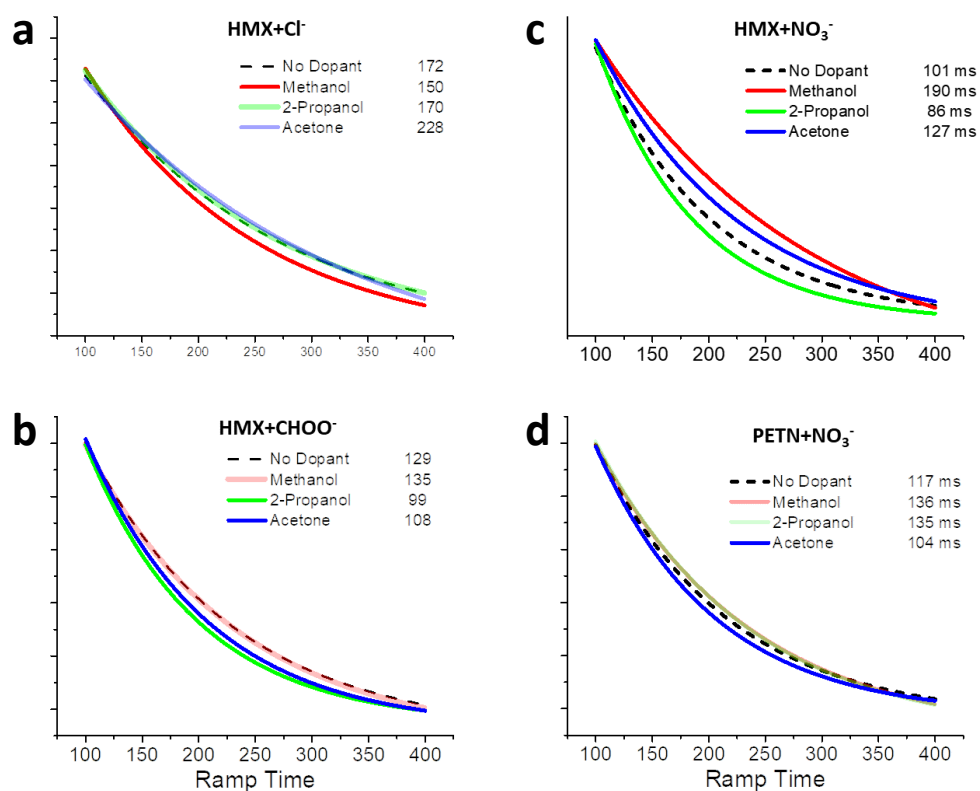 a
HMX+Cl-
No Dopant 172
Methanol 150
2-Propanol 170
Acetone 228
100 150 200 250 300 350 400
c
HMX+NO3-
No Dopant 101 ms
Methanol 190 ms
2-Propanol 86 ms
Acetone 127 ms
100 150 200 250 300 350 400
b
HMX+CHOO-
No Dopant 129
Methanol 135
2-Propanol 99
Acetone 108
100 150 200 250 300 350 400
Ramp Time
d
PETN+NO3-
No Dopant 117 ms
Methanol 136 ms
2-Propanol 135 ms
Acetone 104 ms
100 150 200 250 300 350 400
Ramp Time